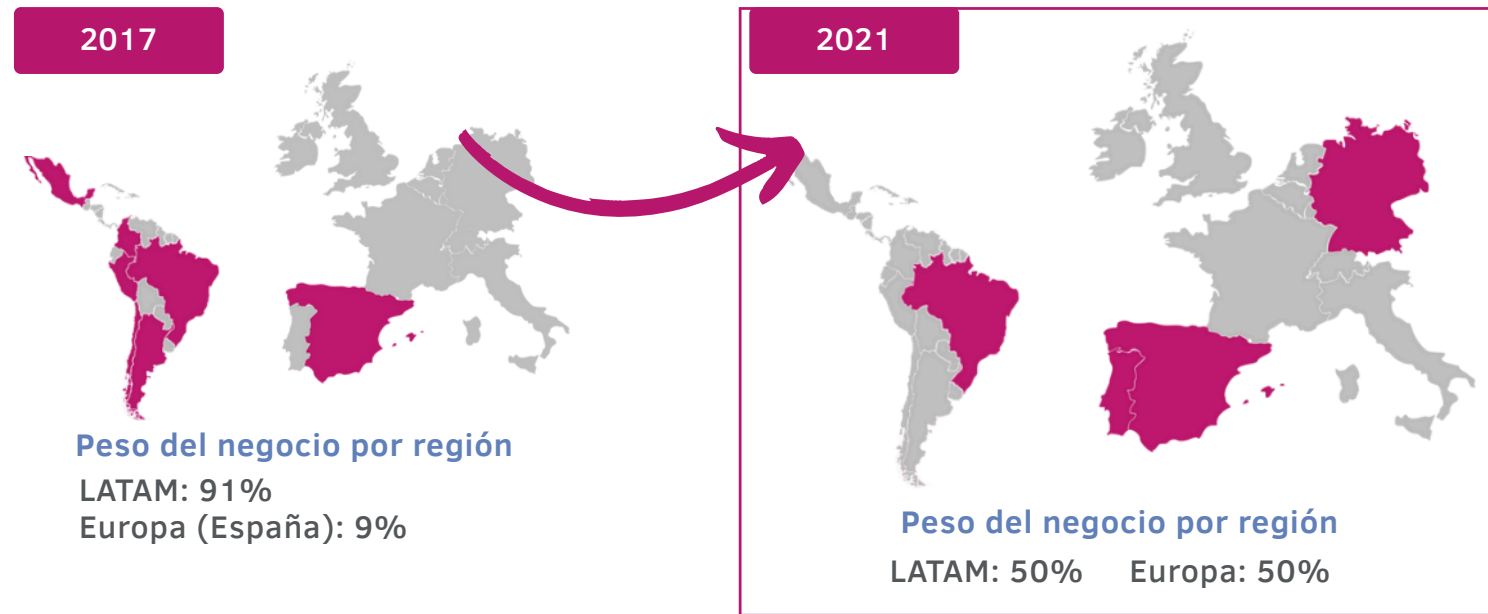 2017
Peso del negocio por región
LATAM: 91%
Europa (España): 9%
2021
Peso del negocio por región
LATAM: 50% Europa: 50%